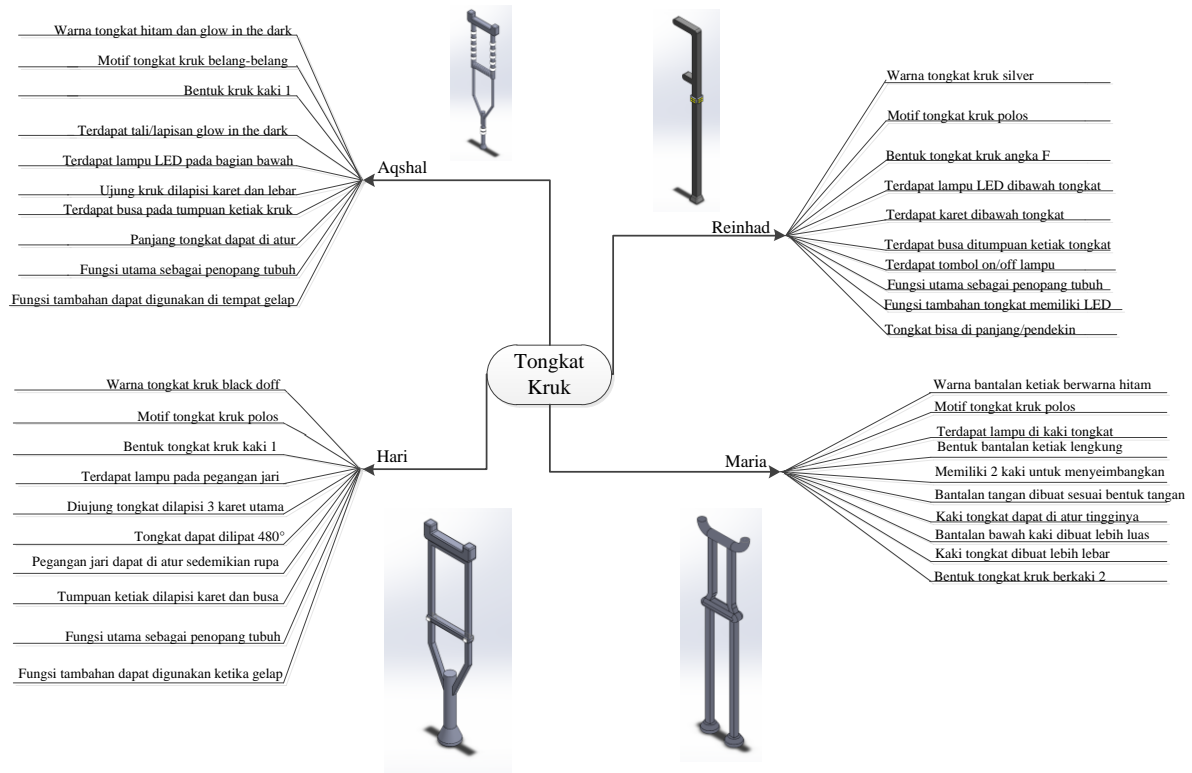 Warna tongkat hitam dan glow in the dark
Motif tongkat kruk belang-belang
Bentuk kruk kaki 1
Terdapat tali/lapisan glow in the dark
Terdapat lampu LED pada bagian bawah
Ujung kruk dilapisi karet dan lebar
Terdapat busa pada tumpuan ketiak kruk
Panjang tongkat dapat di atur
Fungsi utama sebagai penopang tubuh
Fungsi tambahan dapat digunakan di tempat gelap
Aqshal
Reinhad
Warna tongkat kruk silver
Motif tongkat kruk polos
Bentuk tongkat kruk angka F
Terdapat lampu LED dibawah tongkat
Terdapat karet dibawah tongkat
Terdapat busa ditumpuan ketiak tongkat
Terdapat tombol on/off lampu
Fungsi utama sebagai penopang tubuh
Fungsi tambahan tongkat memiliki LED
Tongkat bisa di panjang/pendekin
Tongkat
Kruk
Warna tongkat kruk black doff
Motif tongkat kruk polos
Bentuk tongkat kruk kaki 1
Terdapat lampu pada pegangan jari
Diujung tongkat dilapisi 3 karet utama
Tongkat dapat dilipat 480°
Pegangan jari dapat di atur sedemikian rupa
Tumpuan ketiak dilapisi karet dan busa
Fungsi utama sebagai penopang tubuh
Fungsi tambahan dapat digunakan ketika gelap
Hari
Maria
Warna bantalan ketiak berwarna hitam
Motif tongkat kruk polos
Terdapat lampu di kaki tongkat
Bentuk bantalan ketiak lengkung
Memiliki 2 kaki untuk menyeimbangkan
Bantalan tangan dibuat sesuai bentuk tangan
Kaki tongkat dapat di atur tingginya
Bantalan bawah kaki dibuat lebih luas
Kaki tongkat dibuat lebih lebar
Bentuk tongkat kruk berkaki 2